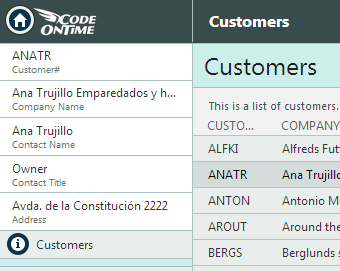 CODE
ONTIME
Customers
ANATR
Customer#
Ana Trujillo Emparedados y h...
Company Name
Ana Trujillo
Contact Name
Owner
Contact Title
Avda. de la Constitución 2222
Address
Customers
Customers
This is a list of customers.
CUSTO... COMPANY
ALFKI Alfreds Fut
ANATR Ana Trujillo
ANTON Antonio M
AROUT Around the
BERGS Berglunds s